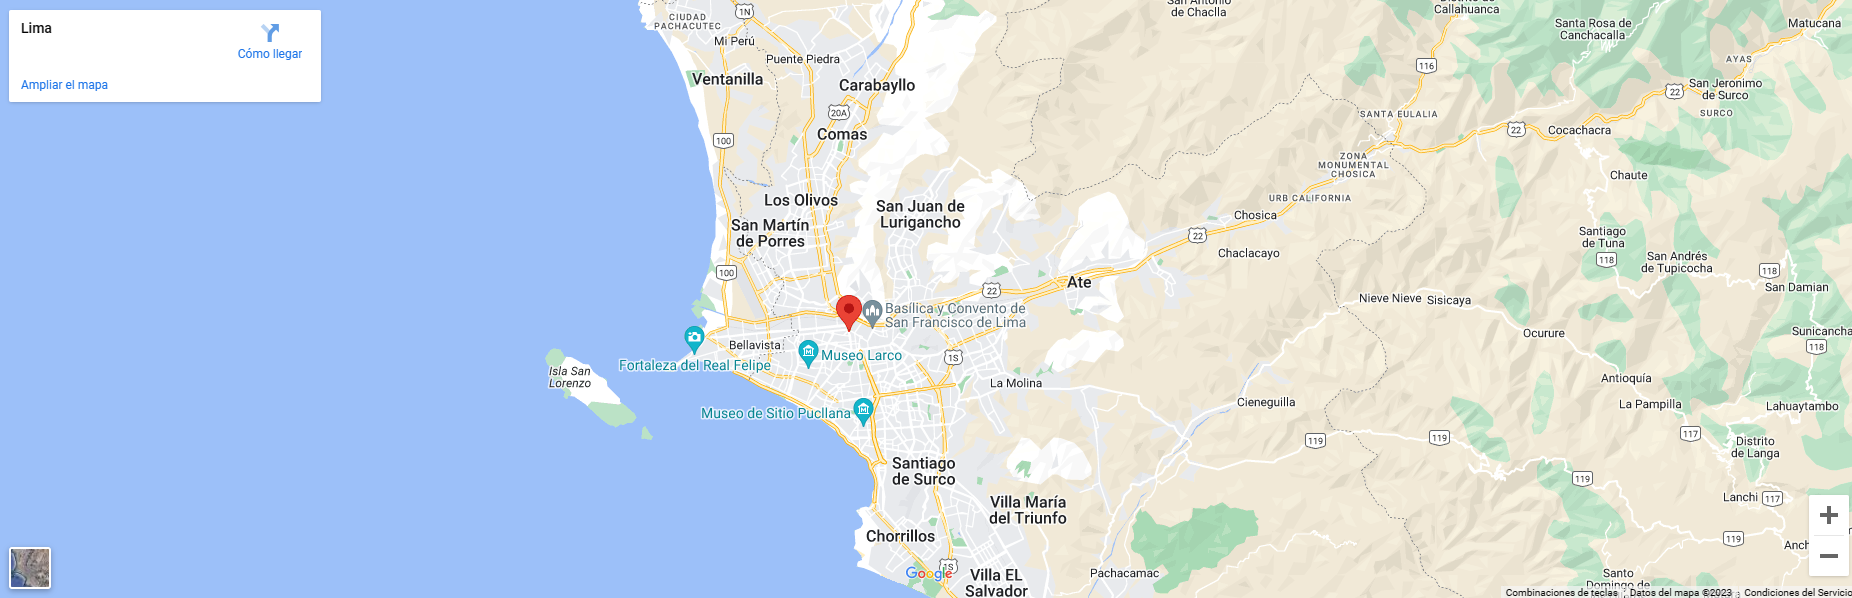 Lima
Cómo llegar
Ampliar el mapa
CIUDAD
PACHACUTEC
1N
Mi Perú
Puente Piedra
Ventanilla
Carabayllo
20A
Comas
100
Los Olivos
San Juan de
Lurigancho
San Martín
de Porres
100
22
Ate
Basílica y Convento de
San Francisco de Lima
Bellavista
Museo Larco
1S
Fortaleza del Real Felipe
Isla San
Lorenzo
La Molina
Museo de Sitio Pucllana
Santiago
de Surco
Villa María
del Triunfo
Chorrillos
Google
1S
Villa EL
Salvador
Pachacamac
San Antonio
de Chaclla
Distrito de
Callahuanca
Santa Rosa de
Canchacalla
Matucana
AYAS
116
22
San Jeronimo
de Surco
SURCO
SANTA EULALIA
22
Cocachacra
ZONA
MONUMENTAL
CHOSICA
Chaute
URB CALIFORNIA
Chosica
22
Chaclacayo
Santiago
de Tuna
118
San Andrés
de Tupicocha
118
San Damian
Nieve Nieve
Sisicaya
Ocurure
Sunicancha
118
Antioquía
Cieneguilla
La Pampilla
Lahuaytambo
119
119
117
Distrito
de Langa
119
Lanchi
117
119
Santo
Domingo de
Combinaciones de teclas
Datos del mapa ©2023
Condiciones del Servicio